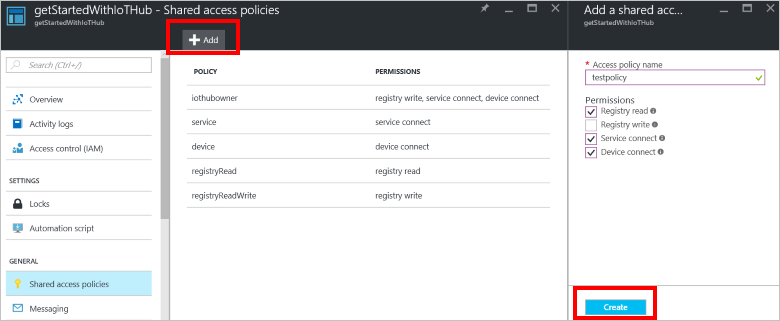 getStartedWithIoTHub - Shared access policies
getStartedWithIoTHub
Add
Search (Ctrl+/)
Overview
Activity logs
Access control (IAM)
SETTINGS
Locks
Automation script
GENERAL
Shared access policies
Messaging
POLICY PERMISSIONS
iothubowner registry write, service connect, device connect
service service connect
device device connect
registryRead registry read
registryReadWrite registry write
Add a shared acc...
getStartedWithIoTHub
* Access policy name
testpolicy
Permissions
Registry read
Registry write
Service connect
Device connect
Create